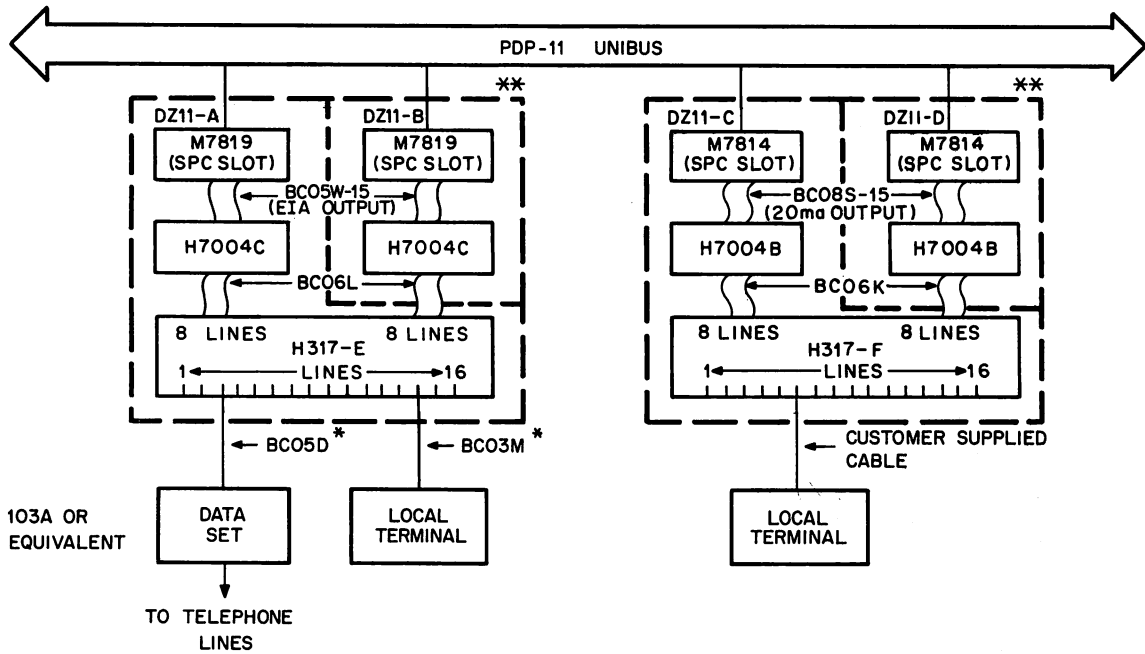 PDP-11 UNIBUS
**
**
DZ11-A
DZ11-B
DZ11-C
DZ11-D
M7819
(SPC SLOT)
M7819
(SPC SLOT)
M7814
(SPC SLOT)
M7814
(SPC SLOT)
BC05W-15
(EIA OUTPUT)
BC08S-15
(20ma OUTPUT)
H7004C
H7004C
H7004B
H7004B
BC06L
BC06K
8 LINES
8 LINES
8 LINES
8 LINES
H317-E
1 LINES 16
H317-F
1 LINES 16
BC05D*
BC03M*
CUSTOMER SUPPLIED
CABLE
103A OR
EQUIVALENT
DATA
SET
LOCAL
TERMINAL
LOCAL
TERMINAL
TO TELEPHONE
LINES